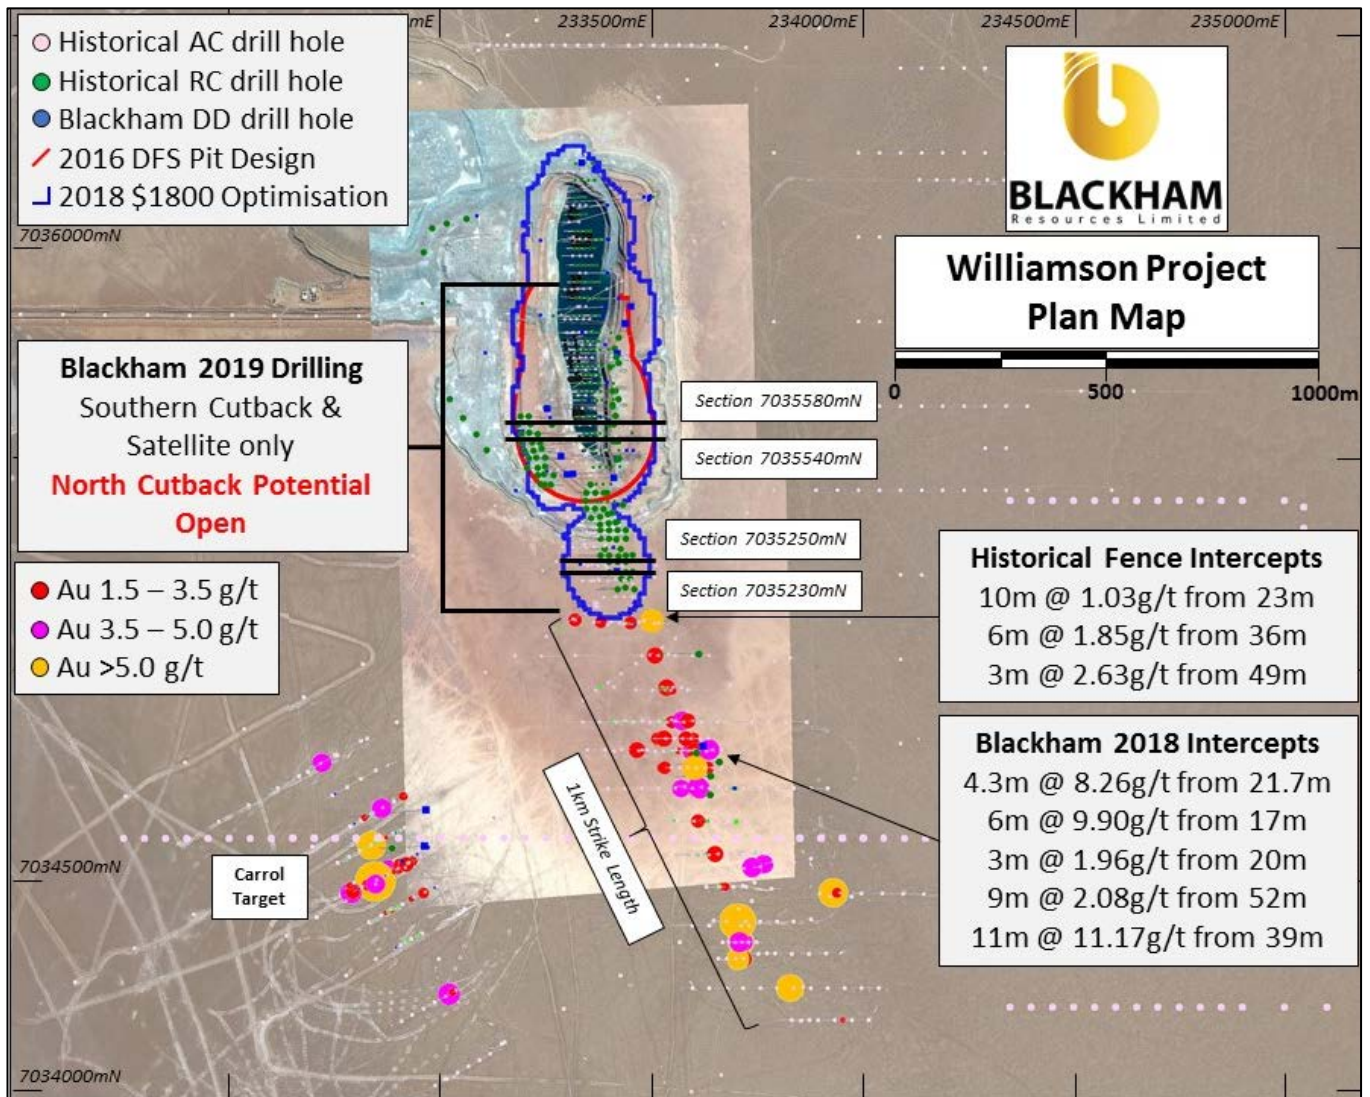 mE
233500mE
234000mE
234500mE
235000mE
Historical AC drill hole
Historical RC drill hole
Blackham DD drill hole
2016 DFS Pit Design
2018 $1800 Optimisation
7036000mN
BLACKHAM
Resources Limited
Williamson Project
Plan Map
0 500 1000m
Blackham 2019 Drilling
Southern Cutback &
Satellite only
North Cutback Potential
Open
Section 7035580mN
Section 7035540mN
Section 7035250mN
Section 7035230mN
Au 1.5 – 3.5 g/t
Au 3.5 – 5.0 g/t
Au >5.0 g/t
Historical Fence Intercepts
10m @ 1.03g/t from 23m
6m @ 1.85g/t from 36m
3m @ 2.63g/t from 49m
Blackham 2018 Intercepts
4.3m @ 8.26g/t from 21.7m
6m @ 9.90g/t from 17m
3m @ 1.96g/t from 20m
9m @ 2.08g/t from 52m
11m @ 11.17g/t from 39m
1km Strike Length
7034500mN
Carrol
Target
7034000mN